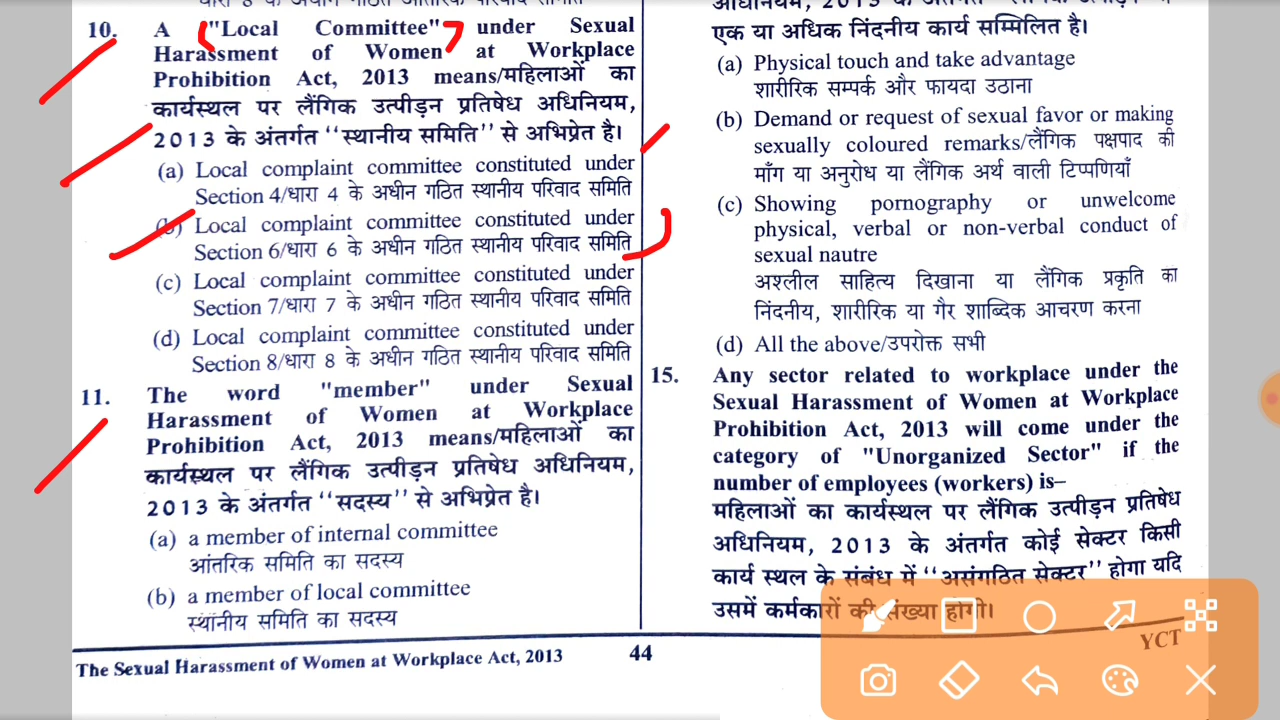 10. A "Local Committee" under Sexual
Harassment of Women at Workplace
Prohibition Act, 2013 means/महिलाओं का
कार्यस्थल पर लैंगिक उत्पीड़न प्रतिषेध अधिनियम,
2013 के अंतर्गत ‘‘स्थानीय समिति’’ से अभिप्रेत है।
(a) Local complaint committee constituted under
Section 4/धारा 4 के अधीन गठित स्थानीय परिवाद समिति
(b) Local complaint committee constituted under
Section 6/धारा 6 के अधीन गठित स्थानीय परिवाद समिति
(c) Local complaint committee constituted under
Section 7/धारा 7 के अधीन गठित स्थानीय परिवाद समिति
(d) Local complaint committee constituted under
Section 8/धारा 8 के अधीन गठित स्थानीय परिवाद समिति
11. The word "member" under Sexual
Harassment of Women at Workplace
Prohibition Act, 2013 means/महिलाओं का
कार्यस्थल पर लैंगिक उत्पीड़न प्रतिषेध अधिनियम,
2013 के अंतर्गत ‘‘सदस्य’’ से अभिप्रेत है।
(a) a member of internal committee
आंतरिक समिति का सदस्य
(b) a member of local committee
स्थानीय समिति का सदस्य
एक या अधिक निंदनीय कार्य सम्मिलित है।
(a) Physical touch and take advantage
शारीरिक सम्पर्क और फायदा उठाना
(b) Demand or request of sexual favor or making
sexually coloured remarks/लैंगिक पक्षपाद की
माँग या अनुरोध या लैंगिक अर्थ वाली टिप्पणियाँ
(c) Showing pornography or unwelcome
physical, verbal or non-verbal conduct of
sexual nautre
अश्लील साहित्य दिखाना या लैंगिक प्रकृति का
निंदनीय, शारीरिक या गैर शाब्दिक आचरण करना
(d) All the above/उपरोक्त सभी
15. Any sector related to workplace under the
Sexual Harassment of Women at Workplace
Prohibition Act, 2013 will come under the
category of "Unorganized Sector" if the
number of employees (workers) is–
महिलाओं का कार्यस्थल पर लैंगिक उत्पीड़न प्रतिषेध
अधिनियम, 2013 के अंतर्गत कोई सेक्टर किसी
कार्य स्थल के संबंध में ‘‘असंगठित सेक्टर’’ होगा यदि
उसमें कर्मकारों की संख्या होगी।
The Sexual Harassment of Women at Workplace Act, 2013 44 YCT